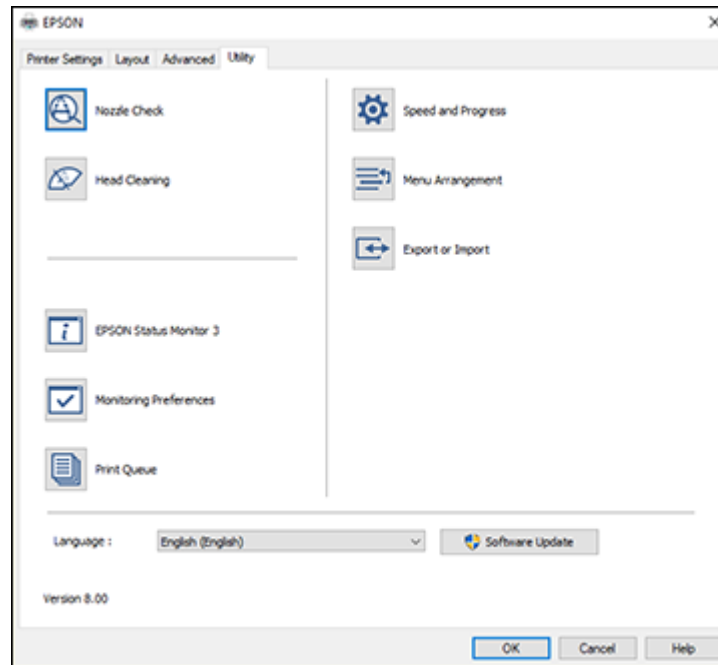 EPSON
Printer Settings Layout Advanced Utility
Nozzle Check
Head Cleaning
EPSON Status Monitor 3
Monitoring Preferences
Print Queue
Speed and Progress
Menu Arrangement
Export or Import
Language : English (English) Software Update
Version 8.00
OK Cancel Help